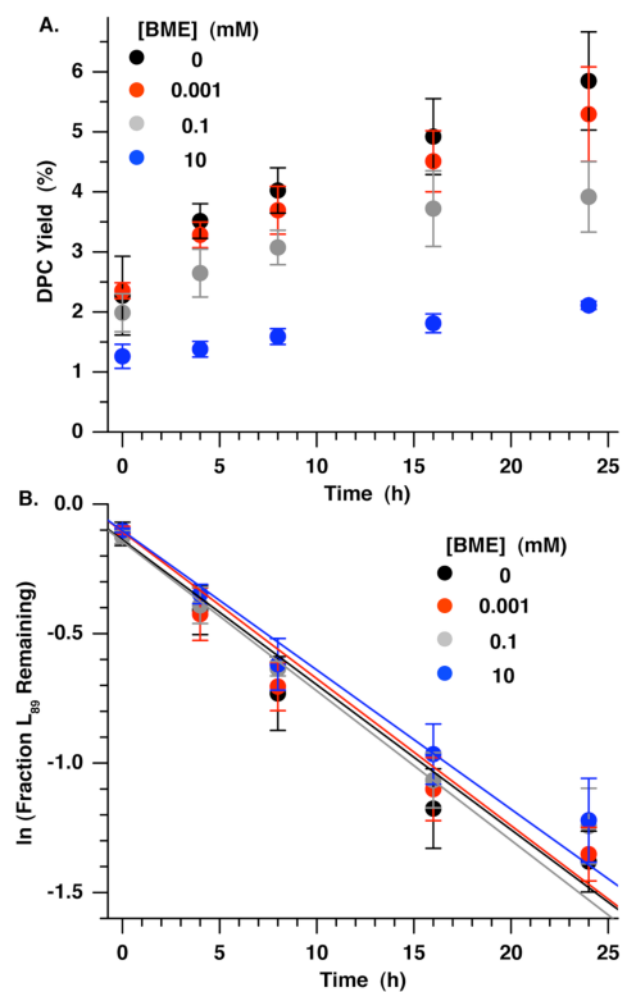 A.
[BME] (mM)
0
0.001
0.1
10
DPC Yield (%)
6
5
4
3
2
1
0
0 5 10 15 20 25
Time (h)
B.
[BME] (mM)
0
0.001
0.1
10
ln (Fraction L89 Remaining)
0.0
-0.5
-1.0
-1.5
0 5 10 15 20 25
Time (h)